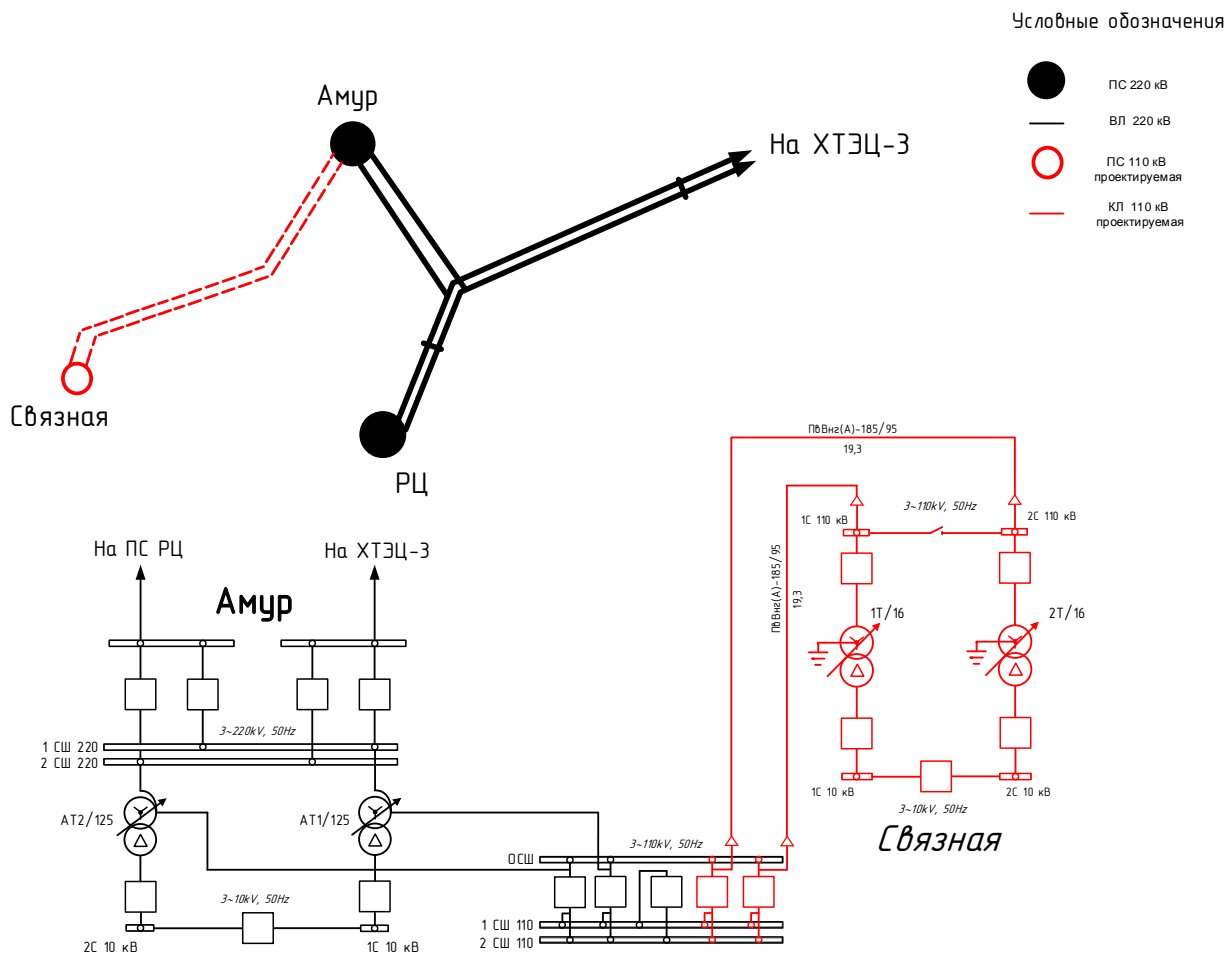 Условные обозначения
ПС 220 кВ
ВЛ 220 кВ
ПС 110 кВ
проектируемая
КЛ 110 кВ
проектируемая
Амур
На ХТЭЦ-3
Связная
РЦ
ПвВнг(А)-185/95
19,3
ПвВнг(А)-185/95
19,3
3~110kV, 50Hz
1С 110 кВ
2С 110 кВ
1Т/16
2Т/16
1С 10 кВ
2С 10 кВ
3~10kV, 50Hz
Связная
На ПС РЦ
На ХТЭЦ-3
Амур
3~220kV, 50Hz
1 СШ 220
2 СШ 220
АТ2/125
АТ1/125
3~10kV, 50Hz
2С 10 кВ
1С 10 кВ
ОСШ
3~110kV, 50Hz
1 СШ 110
2 СШ 110